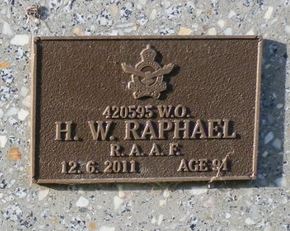 420595 W.O.
H. W. RAPHAEL
R. A. A. F.
12. 6. 2011 AGE 91